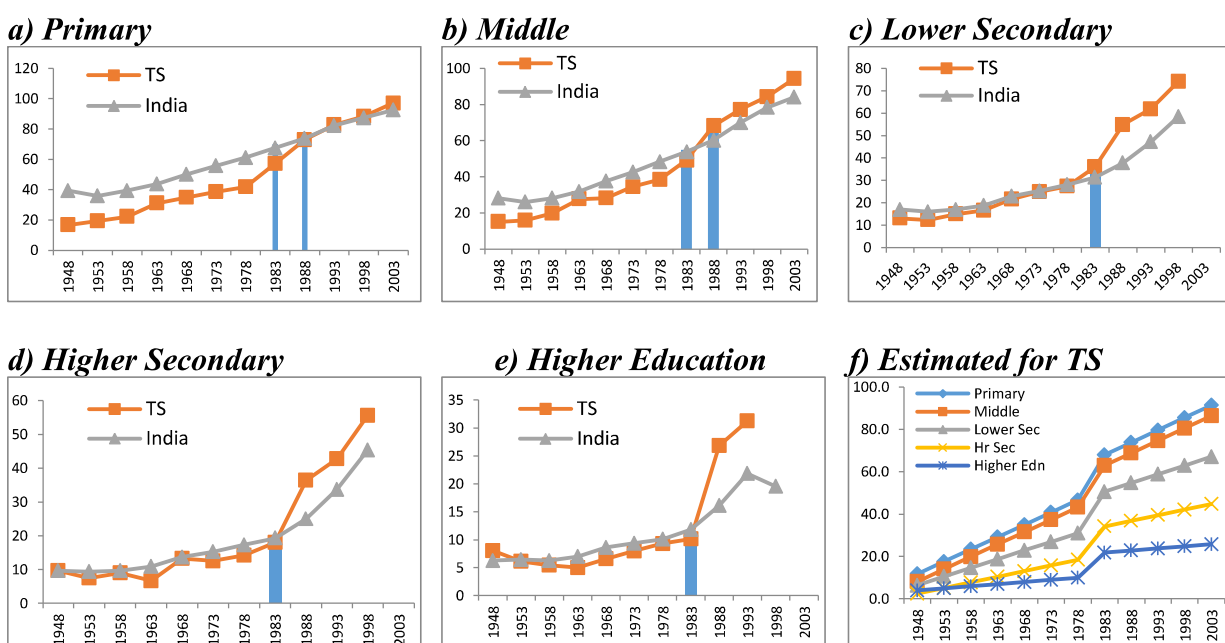 a) Primary
120
100
80
60
40
20
0
TS
India
1948 1953 1958 1963 1968 1973 1978 1983 1988 1993 1998 2003
b) Middle
100
80
60
40
20
0
TS
India
1948 1953 1958 1963 1968 1973 1978 1983 1988 1993 1998 2003
c) Lower Secondary
80
70
60
50
40
30
20
10
0
TS
India
1948 1953 1958 1963 1968 1973 1978 1983 1988 1993 1998 2003
d) Higher Secondary
60
50
40
30
20
10
0
TS
India
1948 1953 1958 1963 1968 1973 1978 1983 1988 1993 1998 2003
e) Higher Education
35
30
25
20
15
10
5
0
TS
India
1948 1953 1958 1963 1968 1973 1978 1983 1988 1993 1998 2003
f) Estimated for TS
100.0
80.0
60.0
40.0
20.0
0.0
Primary
Middle
Lower Sec
Hr Sec
Higher Edn
1948 1953 1958 1963 1968 1973 1978 1983 1988 1993 1998 2003